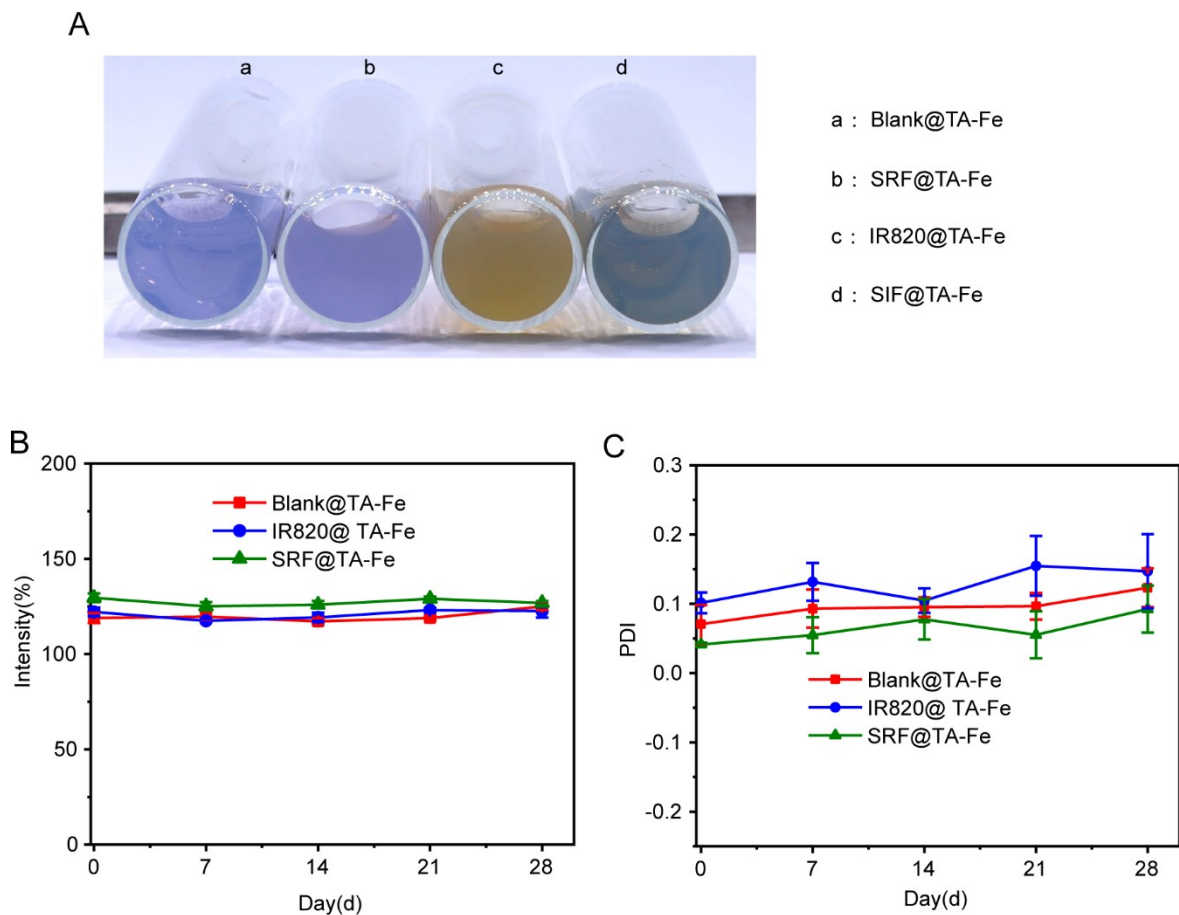 A
a b c d
a : Blank@TA-Fe
b : SRF@TA-Fe
c : IR820@TA-Fe
d : SIF@TA-Fe
B
200
150
100
50
0
Intensity(%)
Blank@TA-Fe
IR820@ TA-Fe
SRF@TA-Fe
0 7 14 21 28
Day(d)
C
0.3
0.2
0.1
0.0
-0.1
-0.2
PDI
Blank@TA-Fe
IR820@ TA-Fe
SRF@TA-Fe
0 7 14 21 28
Day(d)